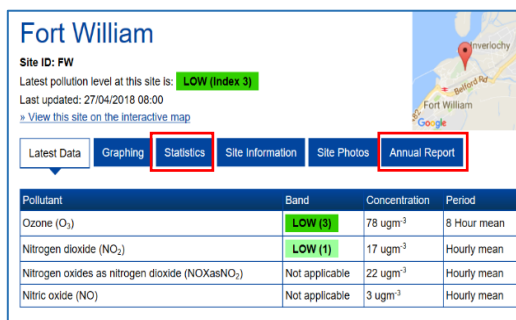 Fort William
Site ID: FW
Latest pollution level at this site is: LOW (Index 3)
Last updated: 27/04/2018 08:00
» View this site on the interactive map
Inverlochy
Belford Rd
Fort William
A82
Google
Latest Data Graphing Statistics Site Information Site Photos Annual Report
Pollutant Band Concentration Period
Ozone (O₃) LOW (3) 78 ugm⁻³ 8 Hour mean
Nitrogen dioxide (NO₂) LOW (1) 17 ugm⁻³ Hourly mean
Nitrogen oxides as nitrogen dioxide (NOXasNO₂) Not applicable 22 ugm⁻³ Hourly mean
Nitric oxide (NO) Not applicable 3 ugm⁻³ Hourly mean